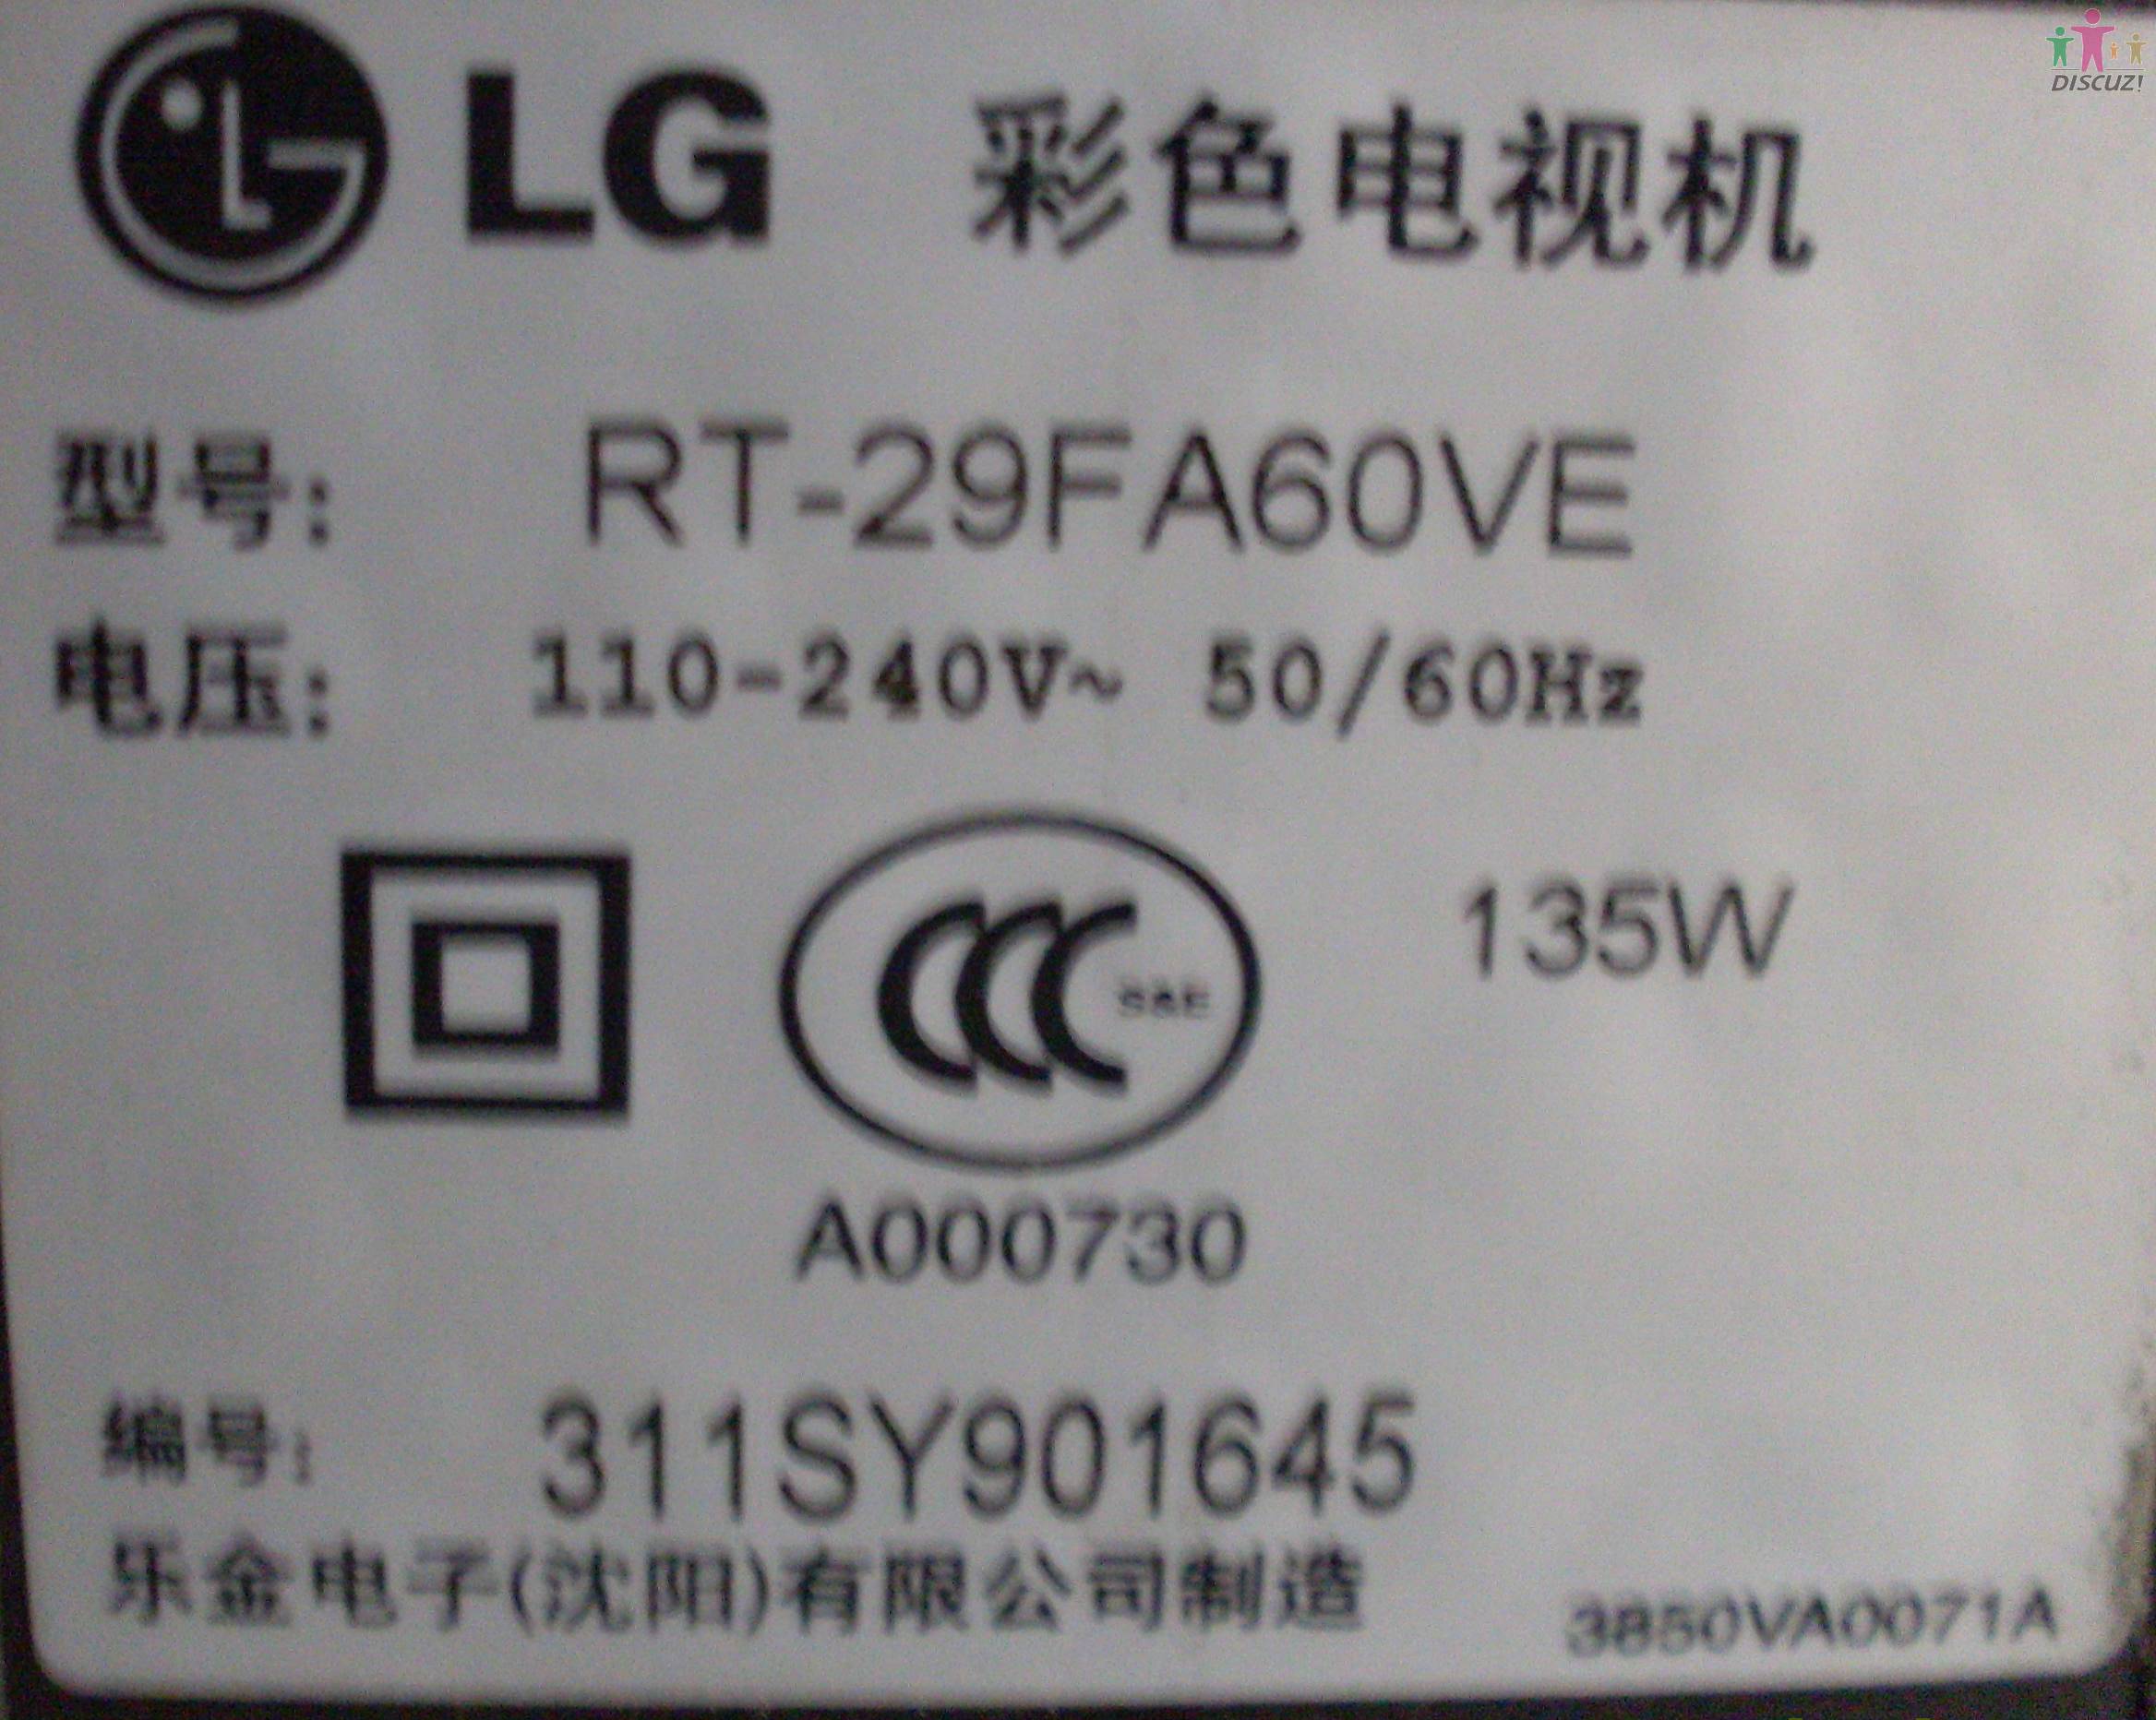 DISCUZ!
LG 彩色电视机
型号: RT-29FA60VE
电压: 110-240V~ 50/60Hz
CCC S&E 135W
A000730
编号: 311SY901645
乐金电子(沈阳)有限公司制造
3850VA0071A